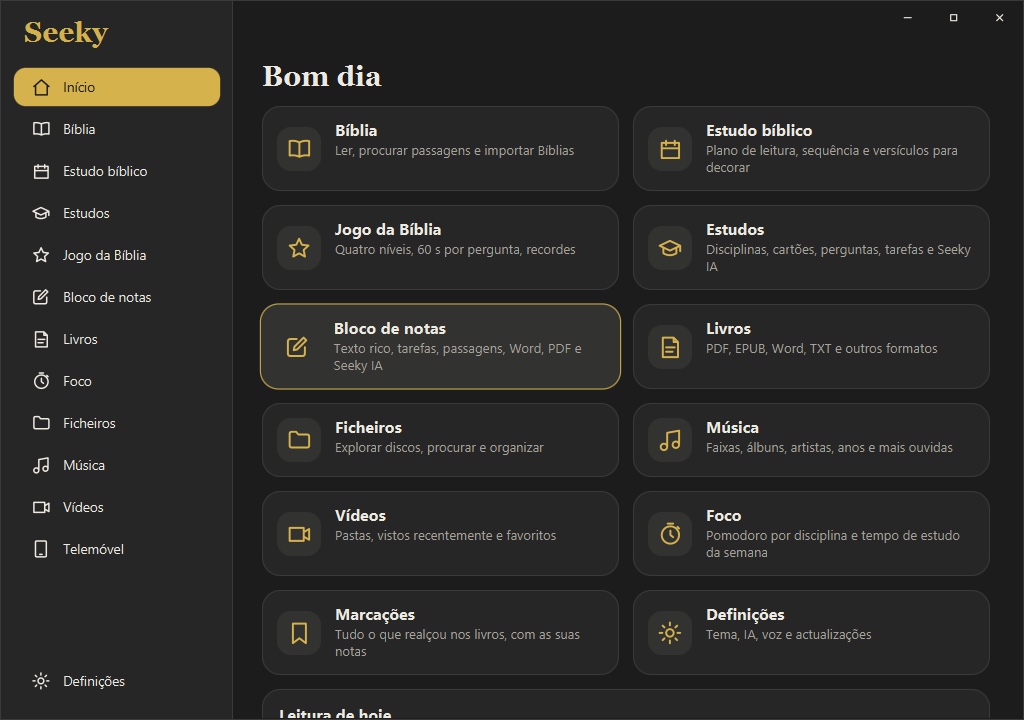 Seeky
Início
Bíblia
Estudo bíblico
Estudos
Jogo da Bíblia
Bloco de notas
Livros
Foco
Ficheiros
Música
Vídeos
Telemóvel
Definições
Bom dia
Bíblia
Ler, procurar passagens e importar Bíblias
Estudo bíblico
Plano de leitura, sequência e versículos para
decorar
Jogo da Bíblia
Quatro níveis, 60 s por pergunta, recordes
Estudos
Disciplinas, cartões, perguntas, tarefas e Seeky
IA
Bloco de notas
Texto rico, tarefas, passagens, Word, PDF e
Seeky IA
Livros
PDF, EPUB, Word, TXT e outros formatos
Ficheiros
Explorar discos, procurar e organizar
Música
Faixas, álbuns, artistas, anos e mais ouvidas
Vídeos
Pastas, vistos recentemente e favoritos
Foco
Pomodoro por disciplina e tempo de estudo
da semana
Marcações
Tudo o que realçou nos livros, com as suas
notas
Definições
Tema, IA, voz e actualizações
Leitura de hoje